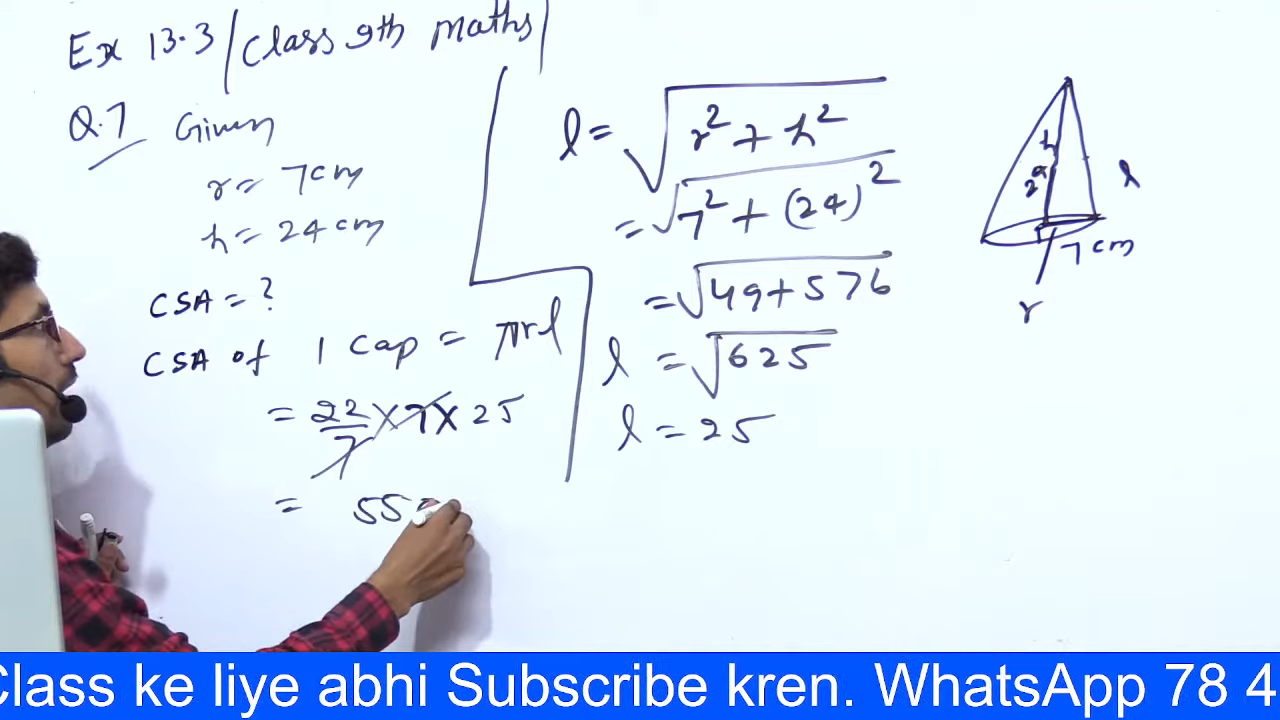 Ex 13.3/Class 9th maths/
Q.7 Given
r = 7cm
h = 24 cm
CSA = ?
CSA of 1 cap = πrl
= 22/7 × 7 × 25
= 55
l = √(r² + h²)
= √(7² + (24)²)
= √(49+576)
l = √625
l = 25
h
l
7 cm
r
Class ke liye abhi Subscribe kren. WhatsApp 78 4